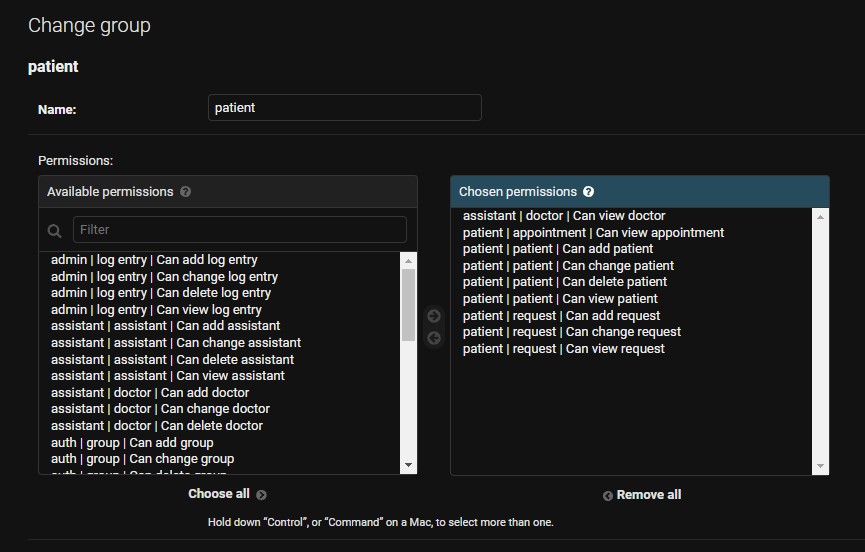 Change group
patient
Name:
patient
Permissions:
Available permissions ?
Filter
admin | log entry | Can add log entry
admin | log entry | Can change log entry
admin | log entry | Can delete log entry
admin | log entry | Can view log entry
assistant | assistant | Can add assistant
assistant | assistant | Can change assistant
assistant | assistant | Can delete assistant
assistant | assistant | Can view assistant
assistant | doctor | Can add doctor
assistant | doctor | Can change doctor
assistant | doctor | Can delete doctor
auth | group | Can add group
auth | group | Can change group
auth | group | Can delete group
Choose all
Chosen permissions ?
assistant | doctor | Can view doctor
patient | appointment | Can view appointment
patient | patient | Can add patient
patient | patient | Can change patient
patient | patient | Can delete patient
patient | patient | Can view patient
patient | request | Can add request
patient | request | Can change request
patient | request | Can view request
Remove all
Hold down “Control”, or “Command” on a Mac, to select more than one.